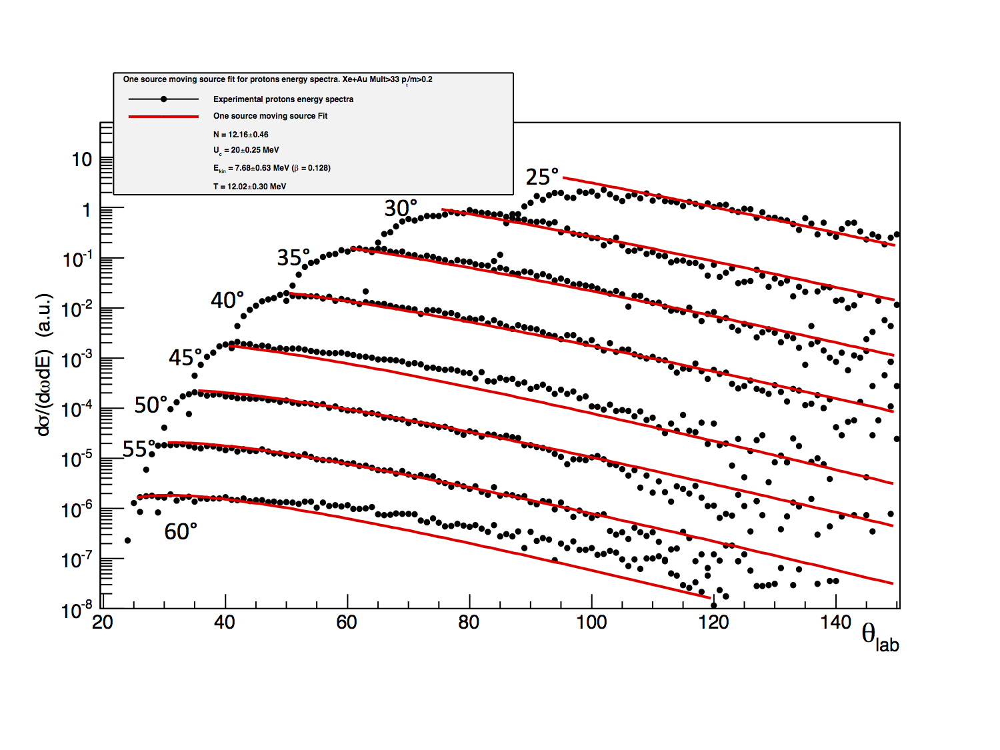 One source moving source fit for protons energy spectra. Xe+Au Mult>33 p_t/m>0.2
Experimental protons energy spectra
One source moving source Fit
N = 12.16±0.46
U_c = 20±0.25 MeV
E_kin = 7.68±0.63 MeV (β = 0.128)
T = 12.02±0.30 MeV
dσ/(dωdE) (a.u.)
10
1
10^-1
10^-2
10^-3
10^-4
10^-5
10^-6
10^-7
10^-8
25°
30°
35°
40°
45°
50°
55°
60°
20 40 60 80 100 120 140
θ_lab